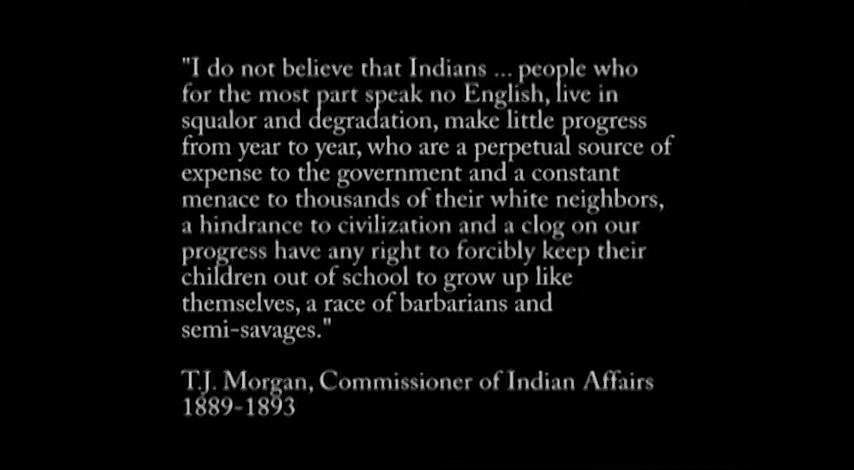 "I do not believe that Indians ... people who
for the most part speak no English, live in
squalor and degradation, make little progress
from year to year, who are a perpetual source of
expense to the government and a constant
menace to thousands of their white neighbors,
a hindrance to civilization and a clog on our
progress have any right to forcibly keep their
children out of school to grow up like
themselves, a race of barbarians and
semi-savages."
T.J. Morgan, Commissioner of Indian Affairs
1889-1893